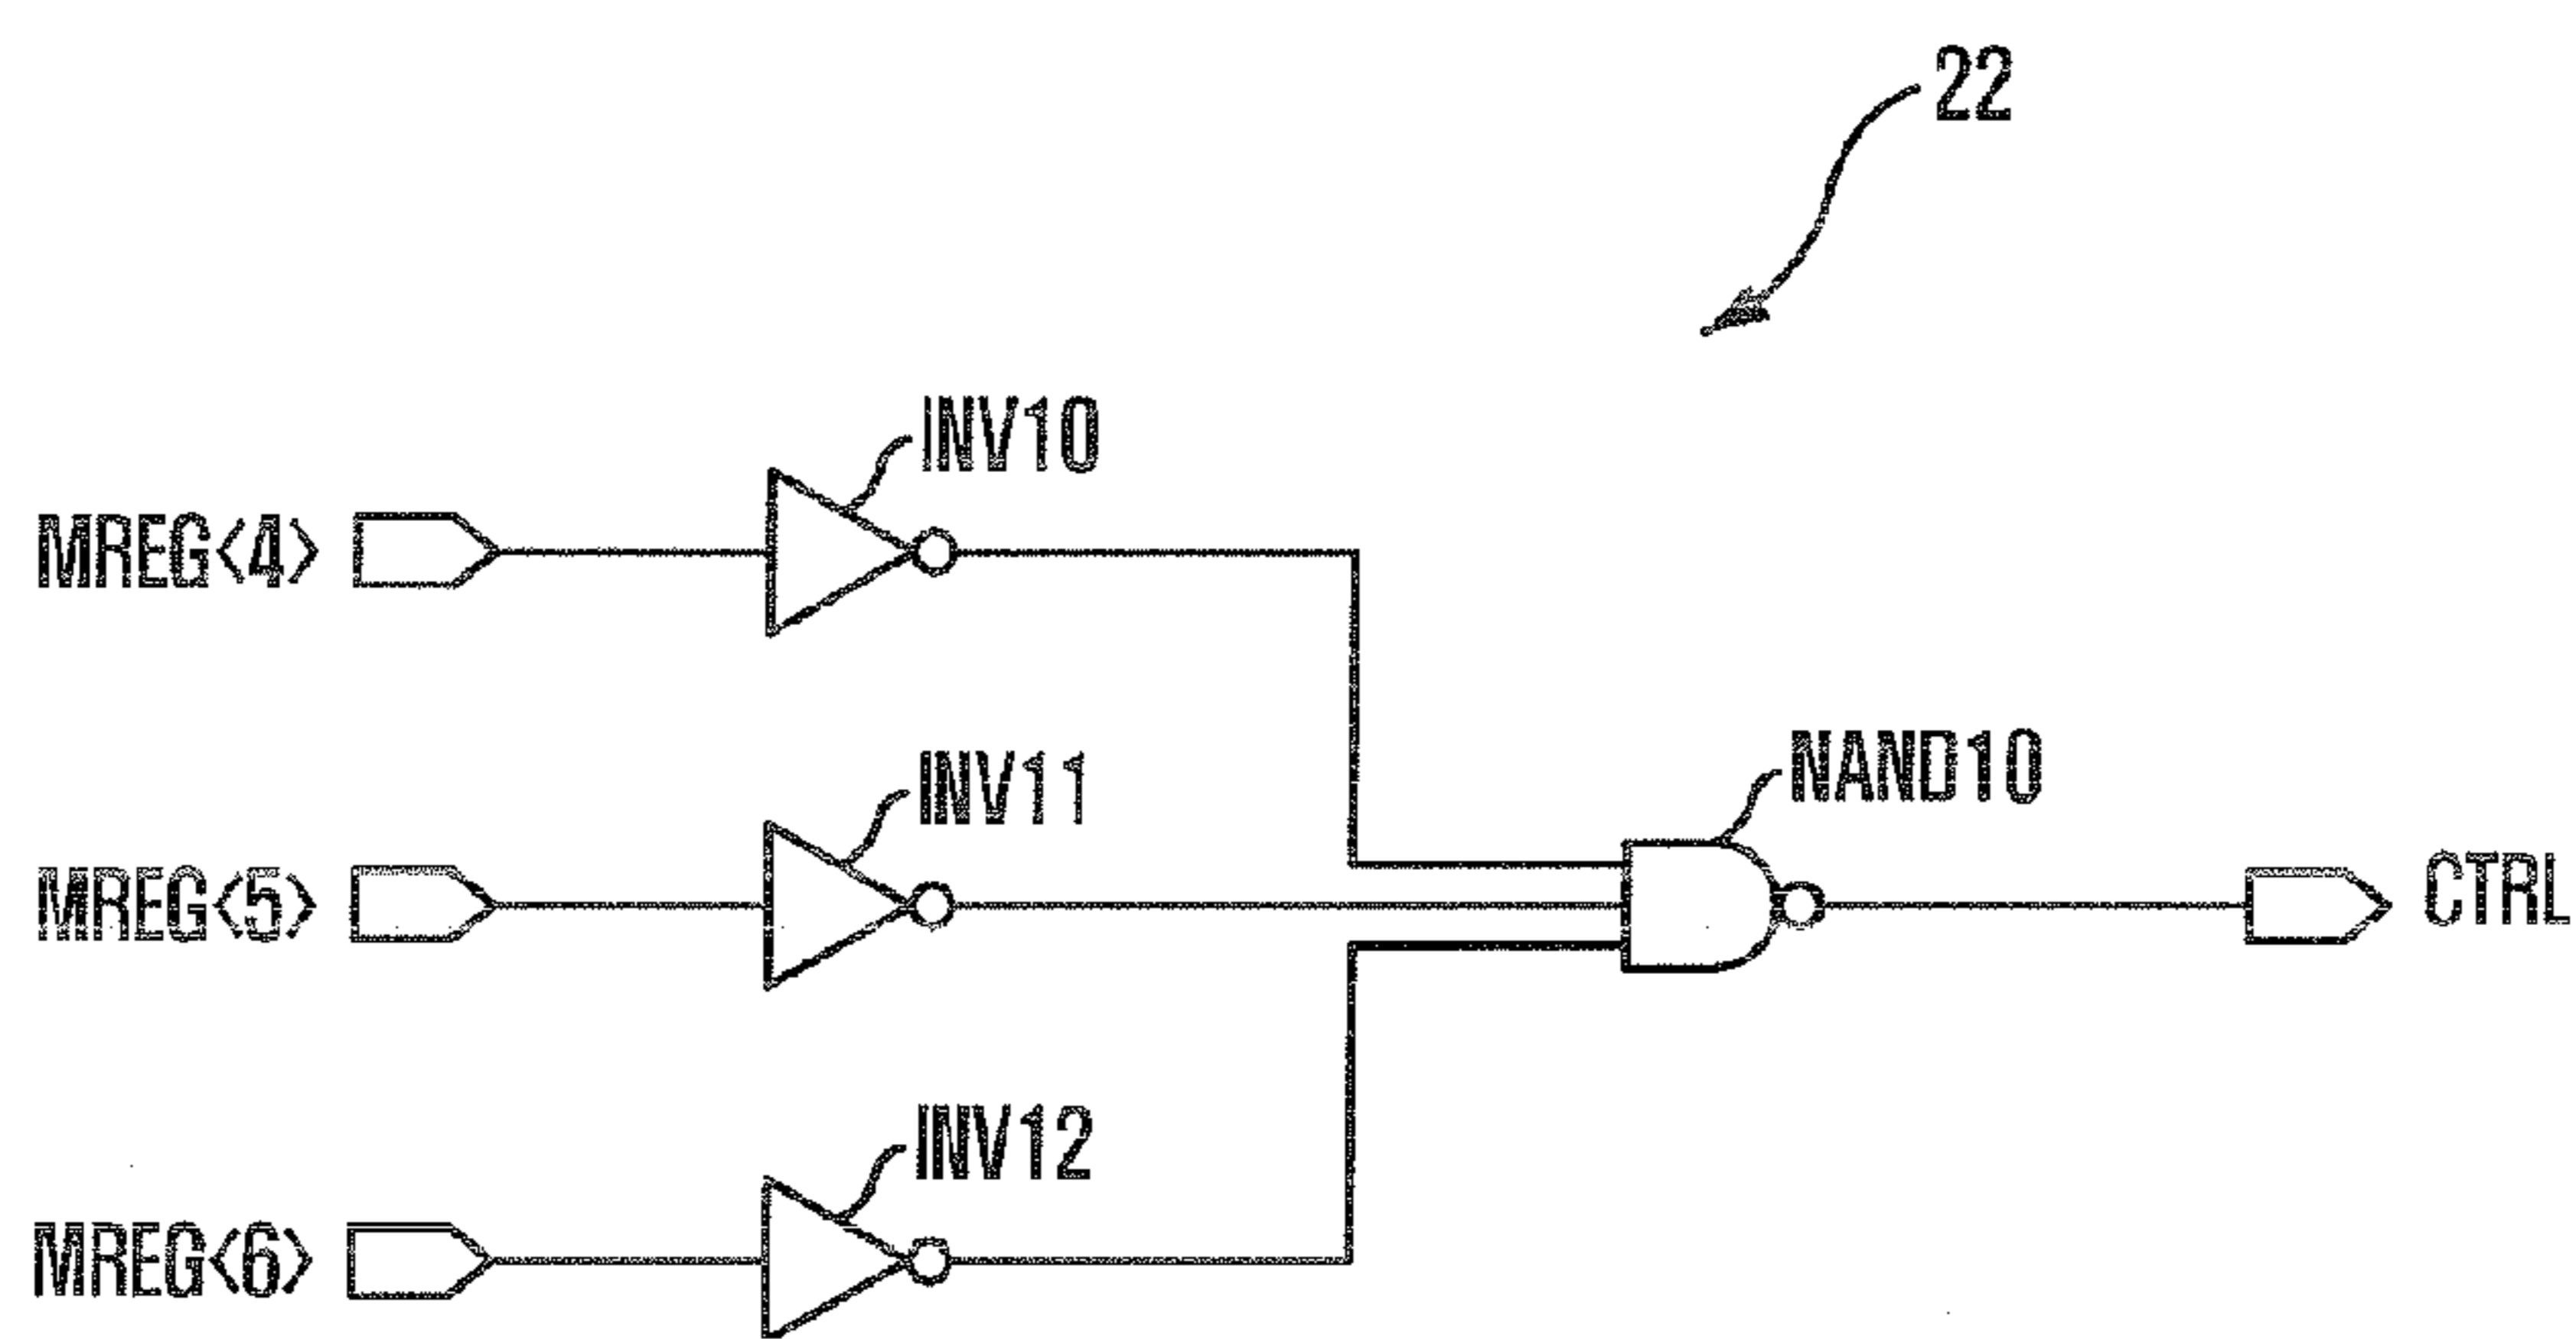 22
INV10
MREG<4>
INV11
NAND10
MREG<5>
CTRL
INV12
MREG<6>